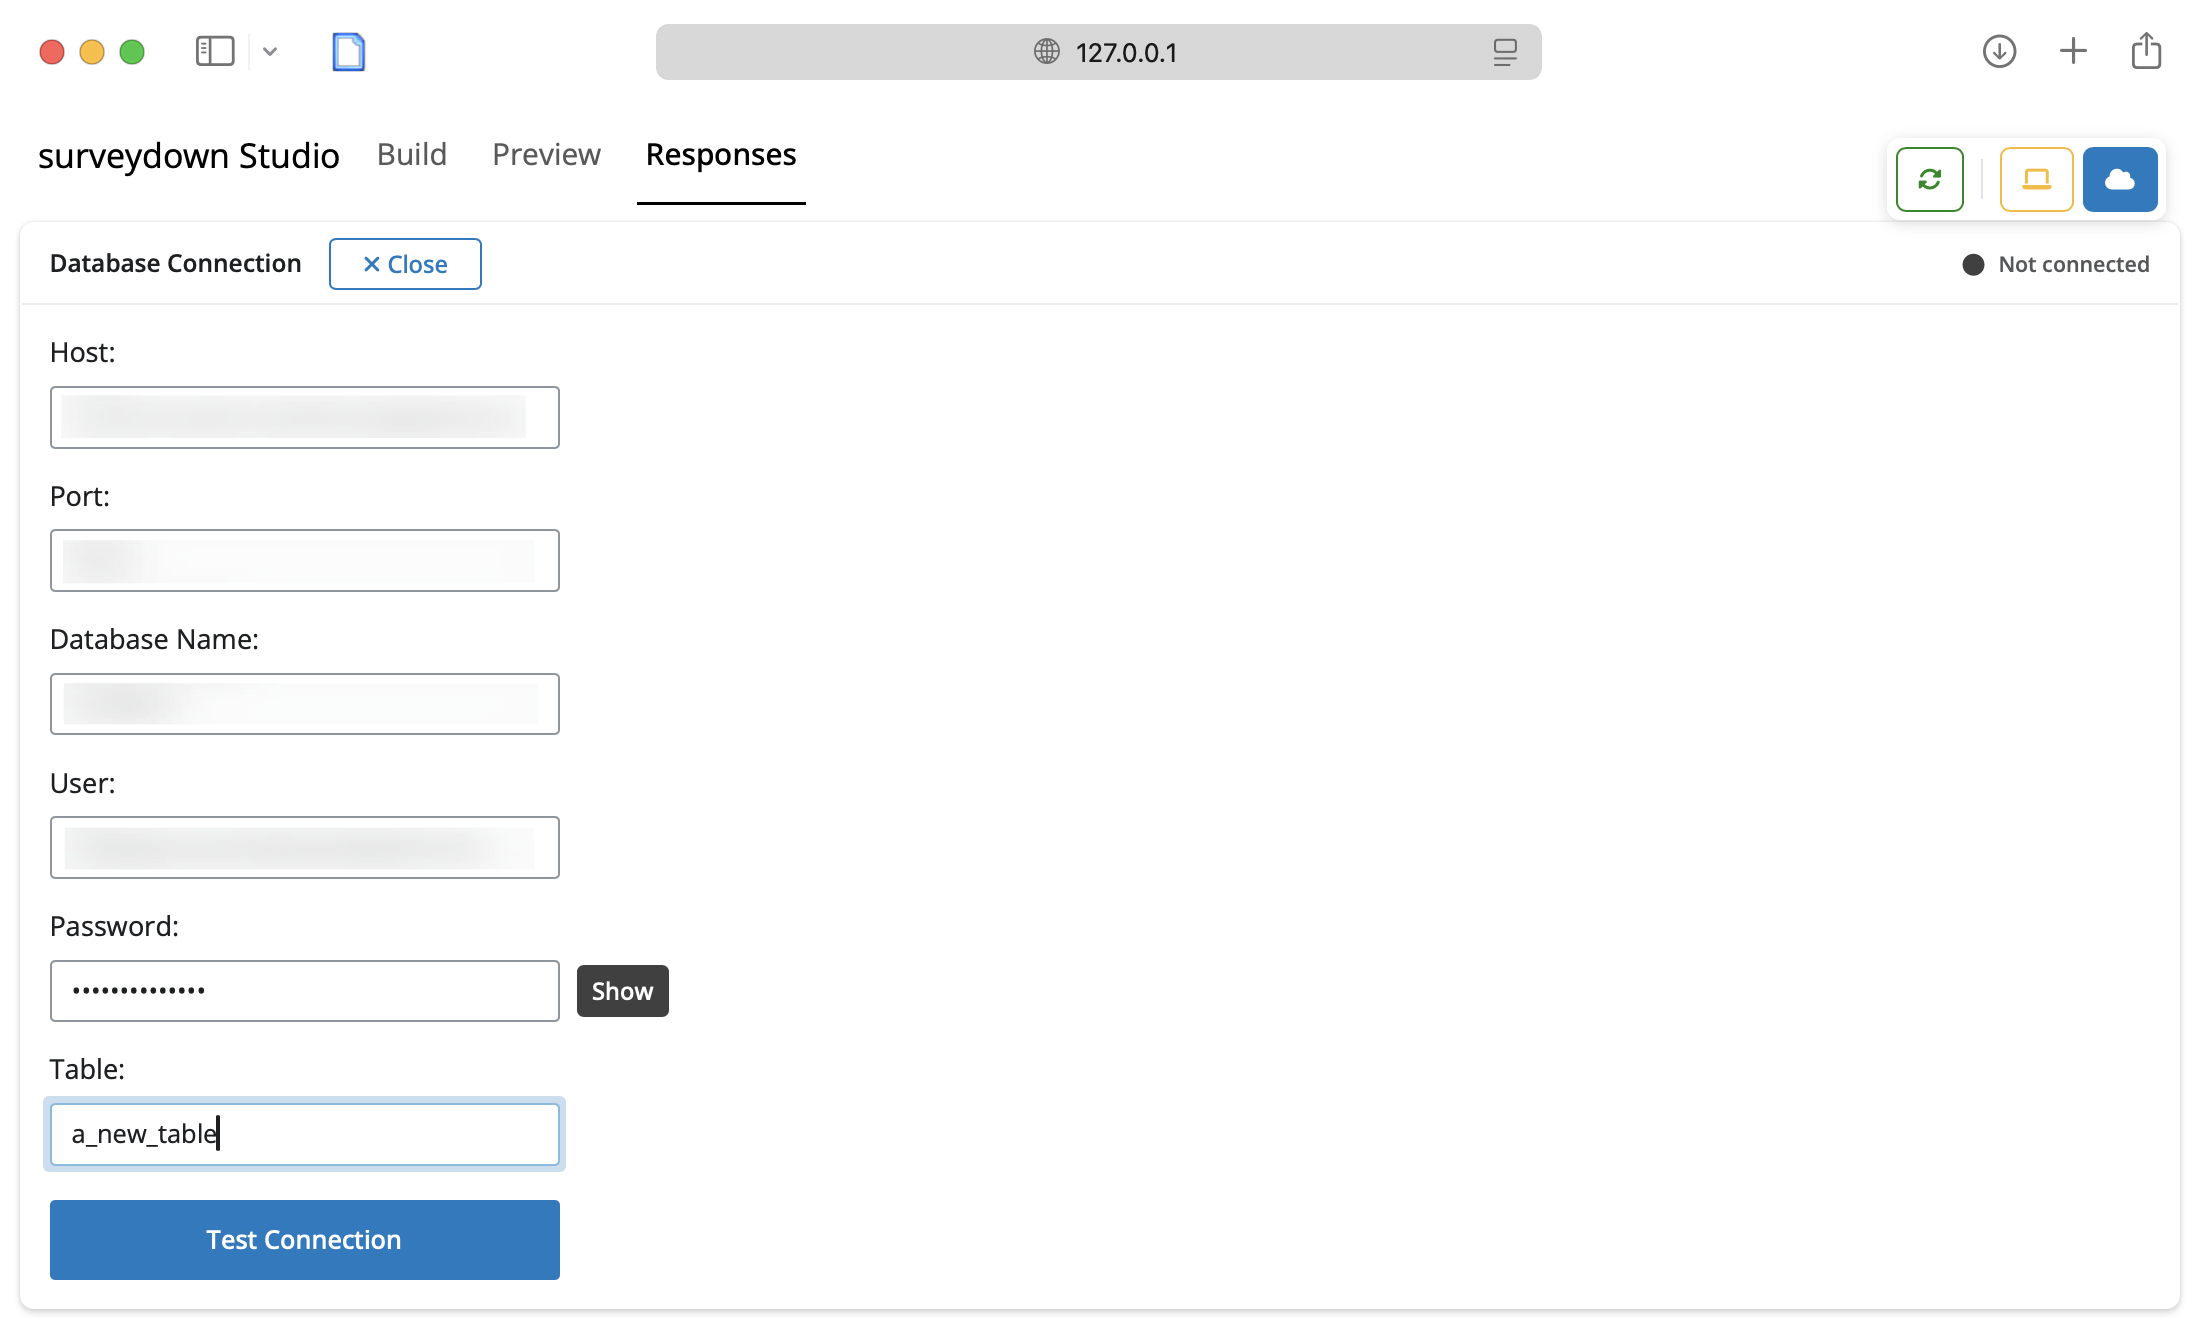 127.0.0.1
surveydown Studio Build Preview Responses
Database Connection × Close Not connected
Host:
Port:
Database Name:
User:
Password:
•••••••••••••• Show
Table:
a_new_table
Test Connection